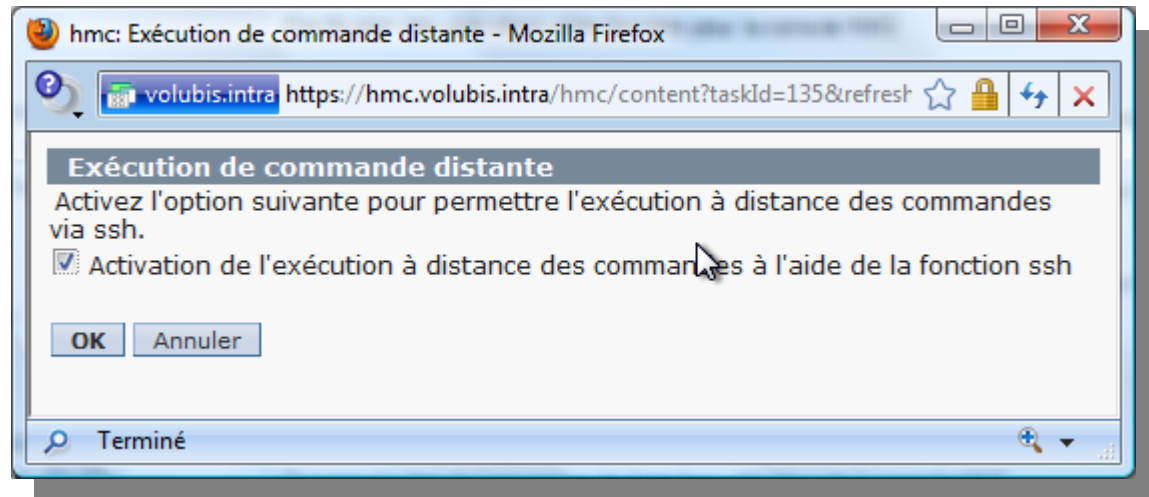 hmc: Exécution de commande distante - Mozilla Firefox
volubis.intra https://hmc.volubis.intra/hmc/content?taskId=135&refresh
Exécution de commande distante
Activez l'option suivante pour permettre l'exécution à distance des commandes
via ssh.
Activation de l'exécution à distance des commandes à l'aide de la fonction ssh
OK Annuler
Terminé